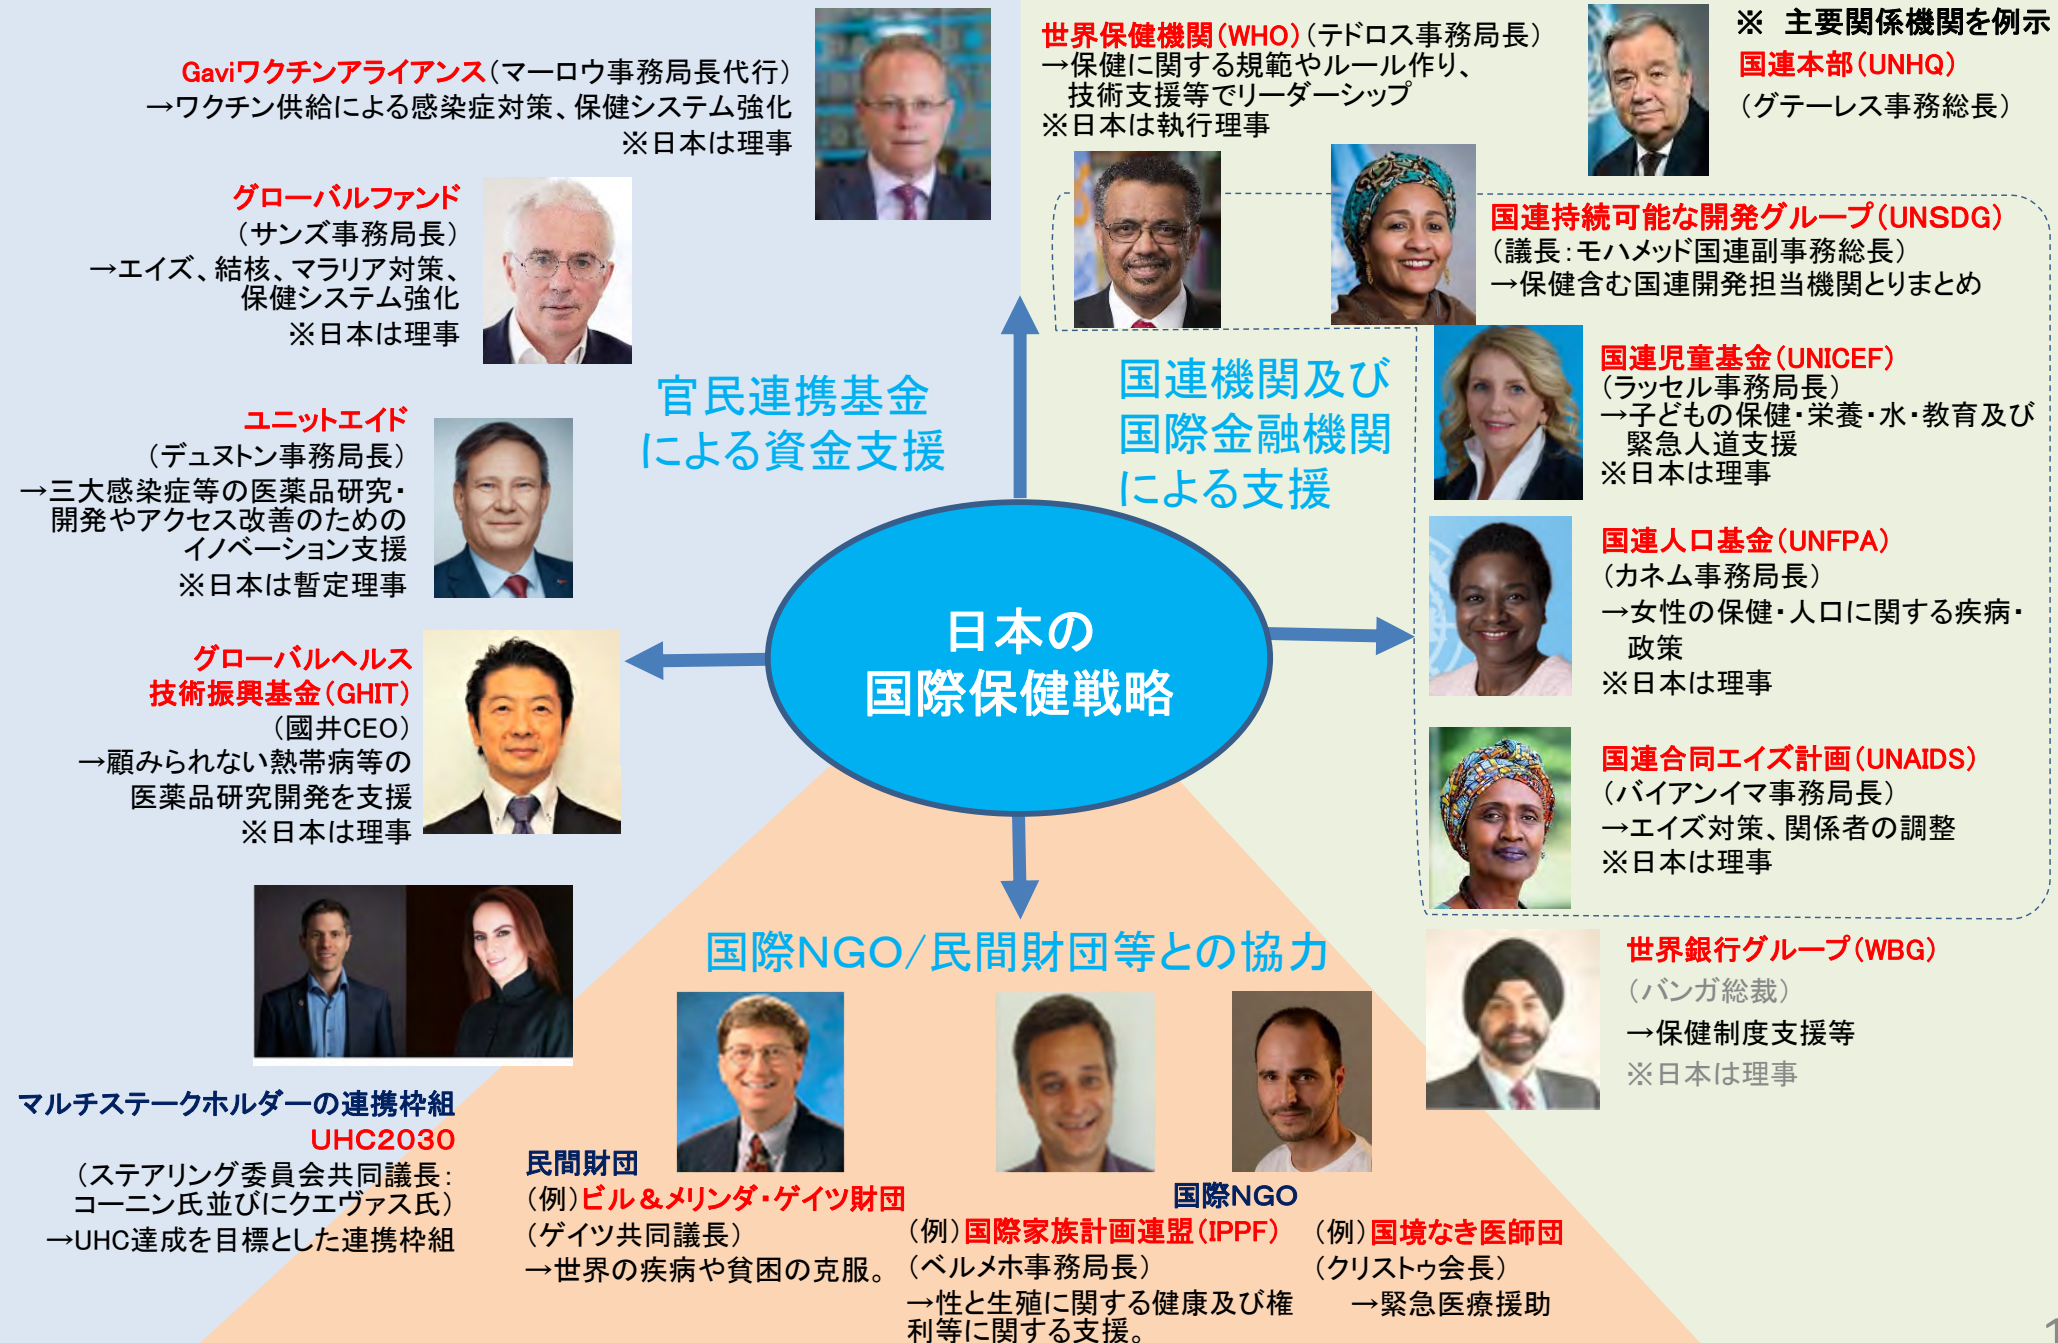 Gaviワクチンアライアンス（マーロウ事務局長代行）
→ワクチン供給による感染症対策、保健システム強化
※日本は理事
グローバルファンド
（サンズ事務局長）
→エイズ、結核、マラリア対策、
保健システム強化
※日本は理事
ユニットエイド
（デュヌトン事務局長）
→三大感染症等の医薬品研究・
開発やアクセス改善のための
イノベーション支援
※日本は暫定理事
グローバルヘルス
技術振興基金（GHIT）
（國井CEO）
→顧みられない熱帯病等の
医薬品研究開発を支援
※日本は理事
官民連携基金
による資金支援
世界保健機関（WHO）（テドロス事務局長）
→保健に関する規範やルール作り、
技術支援等でリーダーシップ
※日本は執行理事
※　主要関係機関を例示
国連本部（UNHQ）
（グテーレス事務総長）
国連持続可能な開発グループ（UNSDG）
（議長：モハメッド国連副事務総長）
→保健含む国連開発担当機関とりまとめ
国連機関及び
国際金融機関
による支援
国連児童基金（UNICEF）
（ラッセル事務局長）
→子どもの保健・栄養・水・教育及び
緊急人道支援
※日本は理事
国連人口基金（UNFPA）
（カネム事務局長）
→女性の保健・人口に関する疾病・
政策
※日本は理事
国連合同エイズ計画（UNAIDS）
（バイアンイマ事務局長）
→エイズ対策、関係者の調整
※日本は理事
世界銀行グループ（WBG）
（バンガ総裁）
→保健制度支援等
※日本は理事
日本の
国際保健戦略
国際NGO/民間財団等との協力
マルチステークホルダーの連携枠組
UHC2030
（ステアリング委員会共同議長：
コーニン氏並びにクエヴァス氏）
→UHC達成を目標とした連携枠組
民間財団
（例）ビル＆メリンダ・ゲイツ財団
（ゲイツ共同議長）
→世界の疾病や貧困の克服。
国際NGO
（例）国際家族計画連盟（IPPF）
（ベルメホ事務局長）
→性と生殖に関する健康及び権
利等に関する支援。
（例）国境なき医師団
（クリストゥ会長）
→緊急医療援助